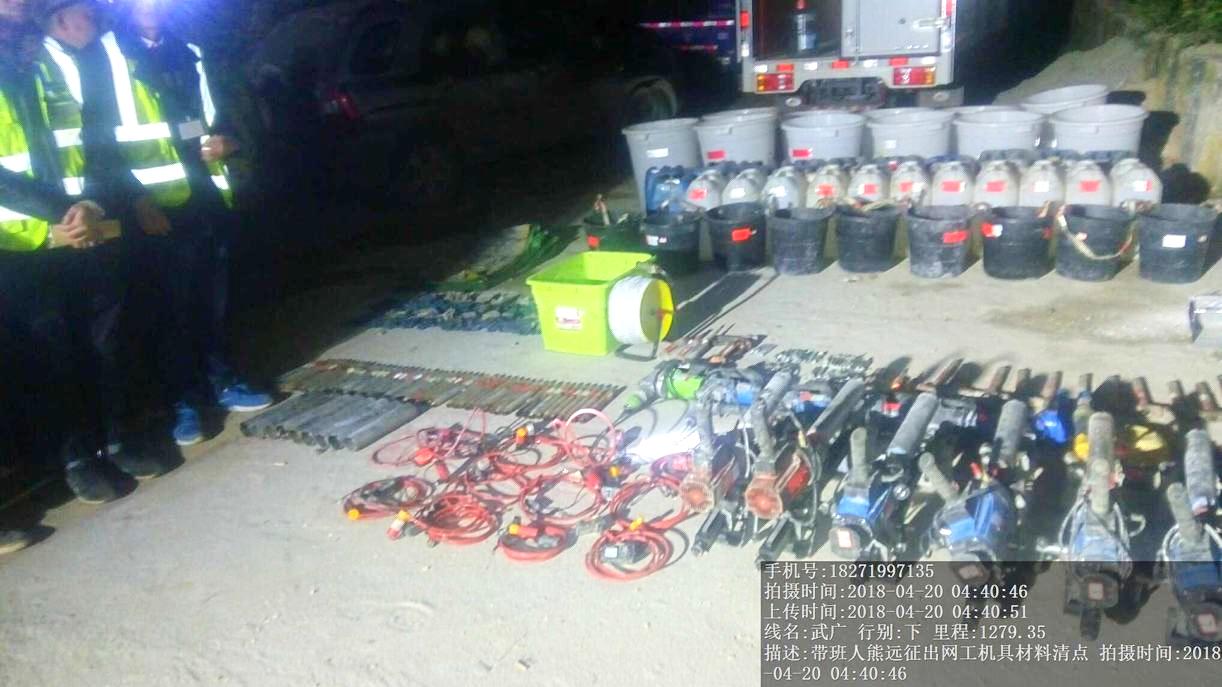 手机号:18271997135
拍摄时间:2018-04-20 04:40:46
上传时间:2018-04-20 04:40:51
线名:武广 行别:下 里程:1279.35
描述:带班人熊远征出网工机具材料清点 拍摄时间:2018
-04-20 04:40:46